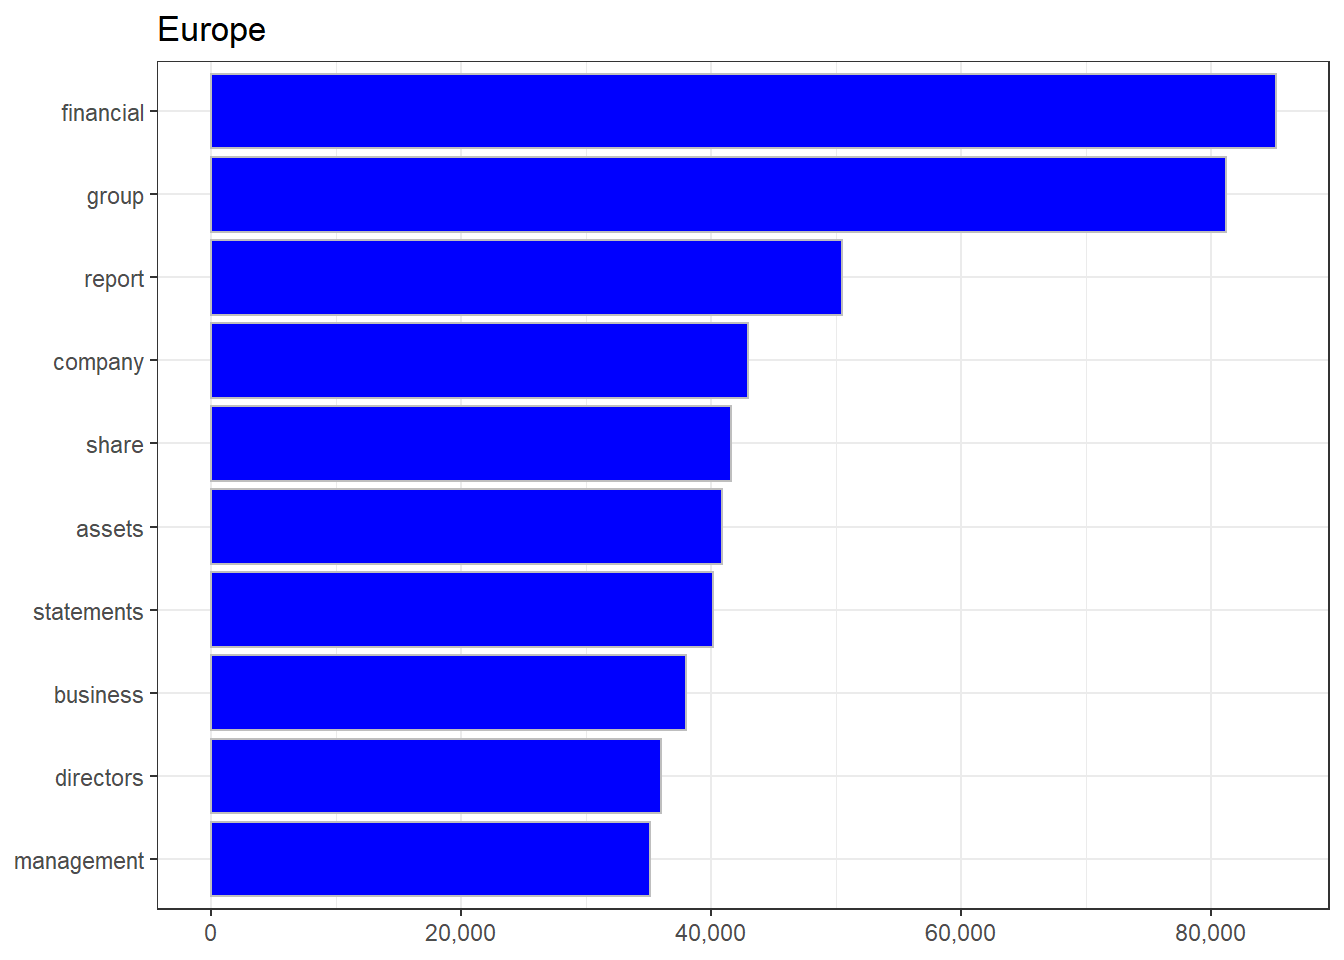 Europe
financial
group
report
company
share
assets
statements
business
directors
management
0 20,000 40,000 60,000 80,000